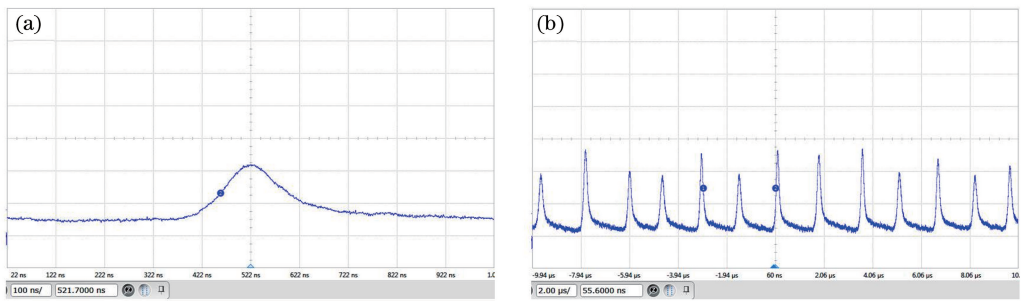 (a)
22 ns 122 ns 222 ns 322 ns 422 ns 522 ns 622 ns 722 ns 822 ns 922 ns 1.0
100 ns/ 521.7000 ns
(b)
-9.94 μs -7.94 μs -5.94 μs -3.94 μs -1.94 μs 60 ns 2.06 μs 4.06 μs 6.06 μs 8.06 μs 10.
2.00 μs/ 55.6000 ns